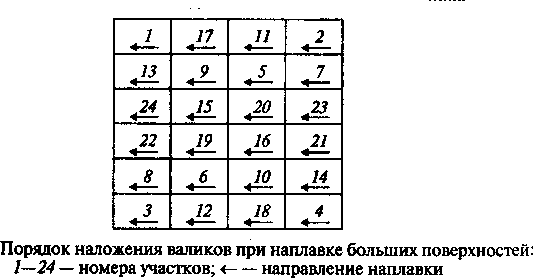 1 17 11 2
13 9 5 7
24 15 20 23
22 19 16 21
8 6 10 14
3 12 18 4
Порядок наложения валиков при наплавке больших поверхностей:
1—24 — номера участков; ← — направление наплавки